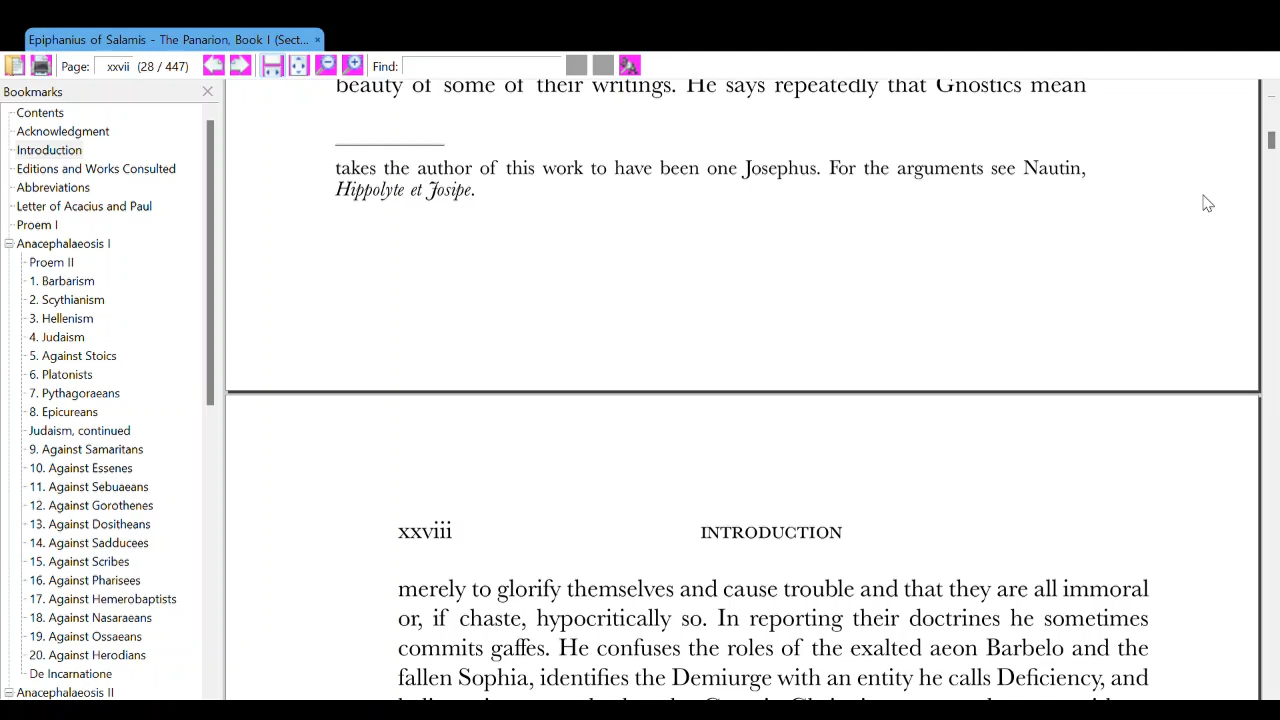 Epiphanius of Salamis - The Panarion, Book I (Sect... ×
Page: xxvii (28 / 447) Find:
Bookmarks
Contents
Acknowledgment
Introduction
Editions and Works Consulted
Abbreviations
Letter of Acacius and Paul
Proem I
Anacephalaeosis I
Proem II
1. Barbarism
2. Scythianism
3. Hellenism
4. Judaism
5. Against Stoics
6. Platonists
7. Pythagoraeans
8. Epicureans
Judaism, continued
9. Against Samaritans
10. Against Essenes
11. Against Sebuaeans
12. Against Gorothenes
13. Against Dositheans
14. Against Sadducees
15. Against Scribes
16. Against Pharisees
17. Against Hemerobaptists
18. Against Nasaraeans
19. Against Ossaeans
20. Against Herodians
De Incarnatione
Anacephalaeosis II
beauty of some of their writings. He says repeatedly that Gnostics mean
takes the author of this work to have been one Josephus. For the arguments see Nautin,
Hippolyte et Josipe.
xxviii INTRODUCTION
merely to glorify themselves and cause trouble and that they are all immoral
or, if chaste, hypocritically so. In reporting their doctrines he sometimes
commits gaffes. He confuses the roles of the exalted aeon Barbelo and the
fallen Sophia, identifies the Demiurge with an entity he calls Deficiency, and